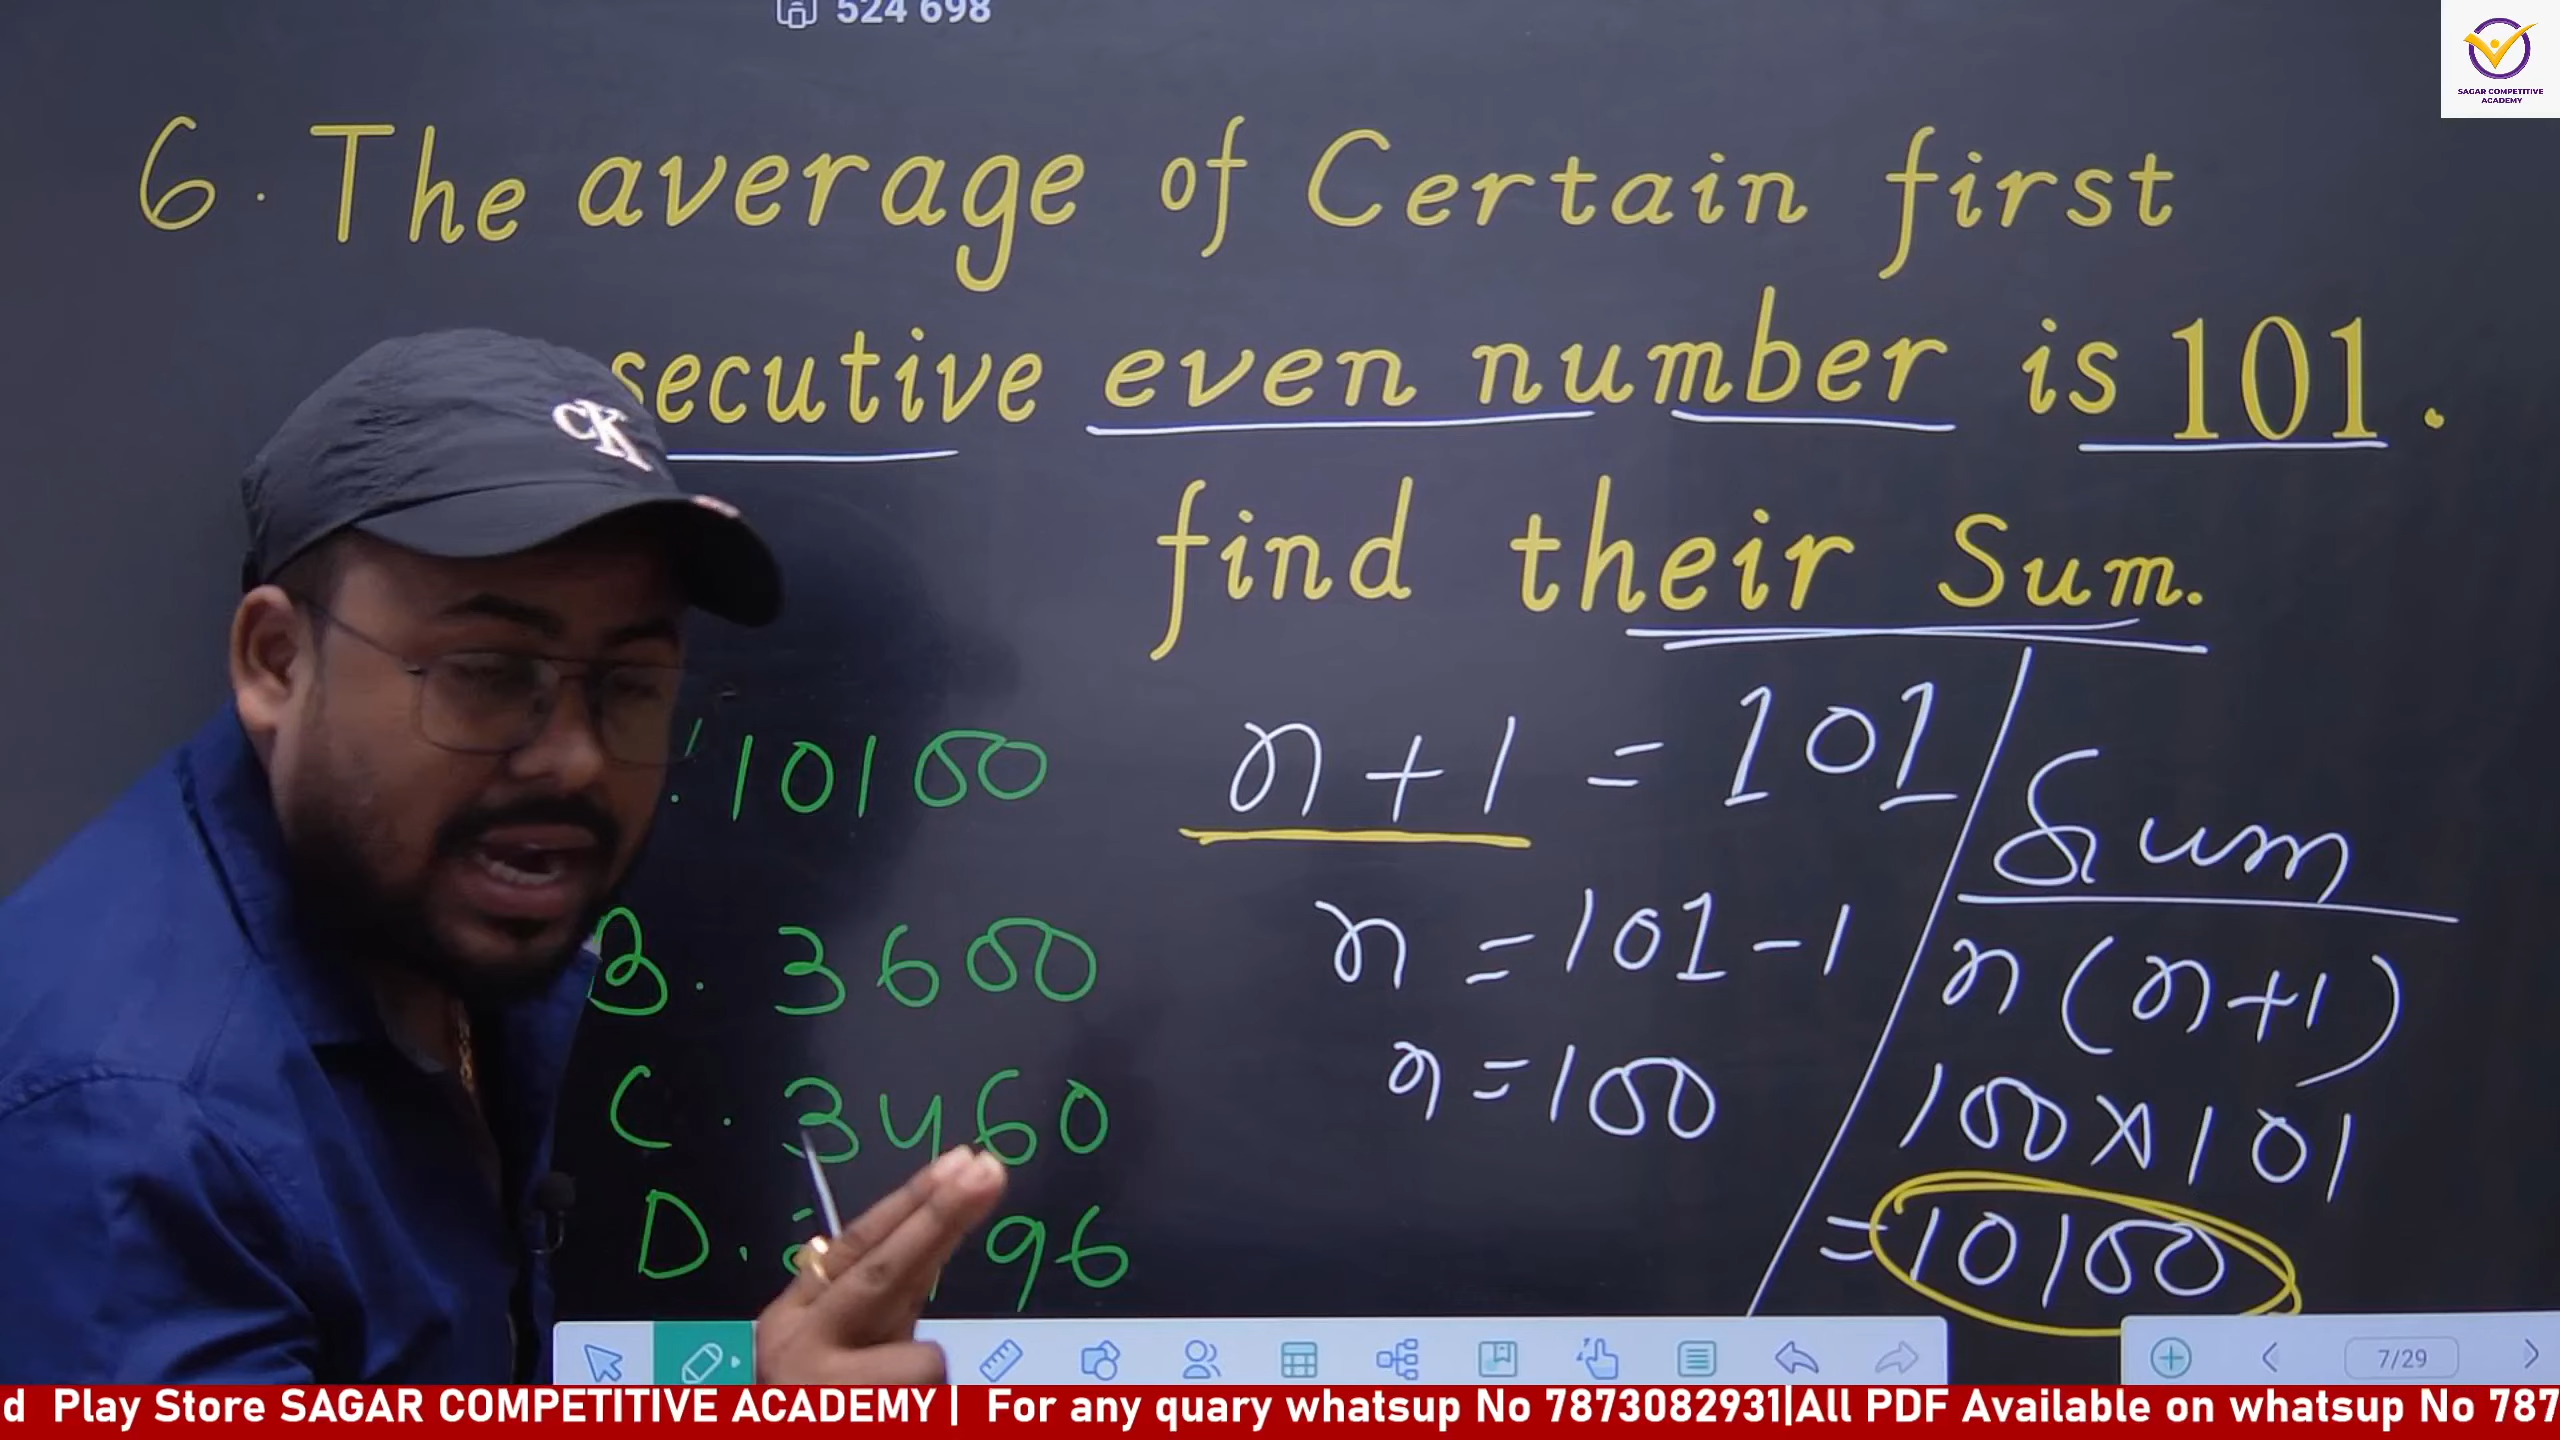 524 698
SAGAR COMPETITIVE
ACADEMY
6. The average of Certain first
secutive even number is 101.
find their Sum.
10100
B. 3600
C. 3460
D. 96
n+1 = 101
n = 101-1
n = 100
Sum
n(n+1)
100×101
= 10100
7/29
d Play Store SAGAR COMPETITIVE ACADEMY | For any quary whatsup No 7873082931|All PDF Available on whatsup No 787